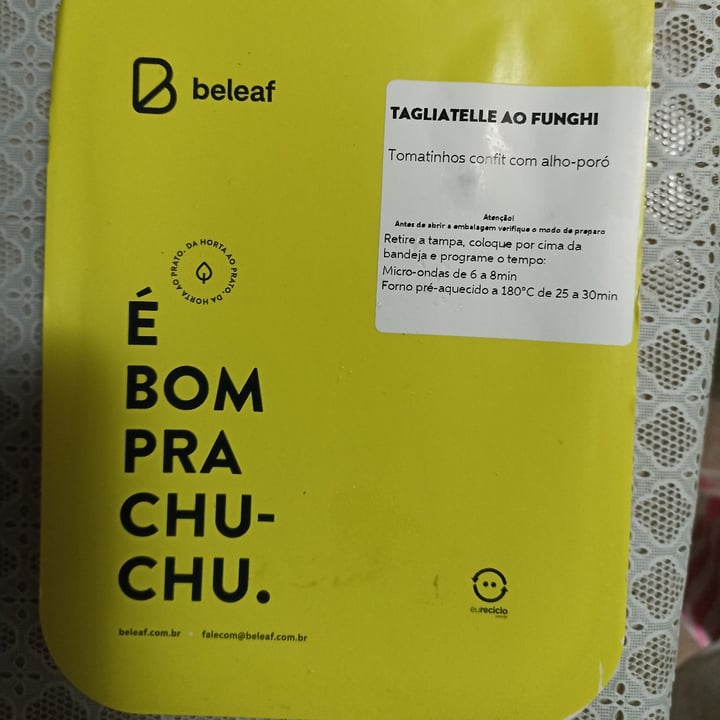 beleaf
TAGLIATELLE AO FUNGHI
Tomatinhos confit com alho-poró
Atenção!
Antes de abrir a embalagem verifique o modo de preparo
Retire a tampa, coloque por cima da
bandeja e programe o tempo:
Micro-ondas de 6 a 8min
Forno pré-aquecido a 180°C de 25 a 30min
DA HORTA AO PRATO. DA HORTA AO PRATO.
É
BOM
PRA
CHU-
CHU.
eureciclo
beleaf.com.br • falecom@beleaf.com.br